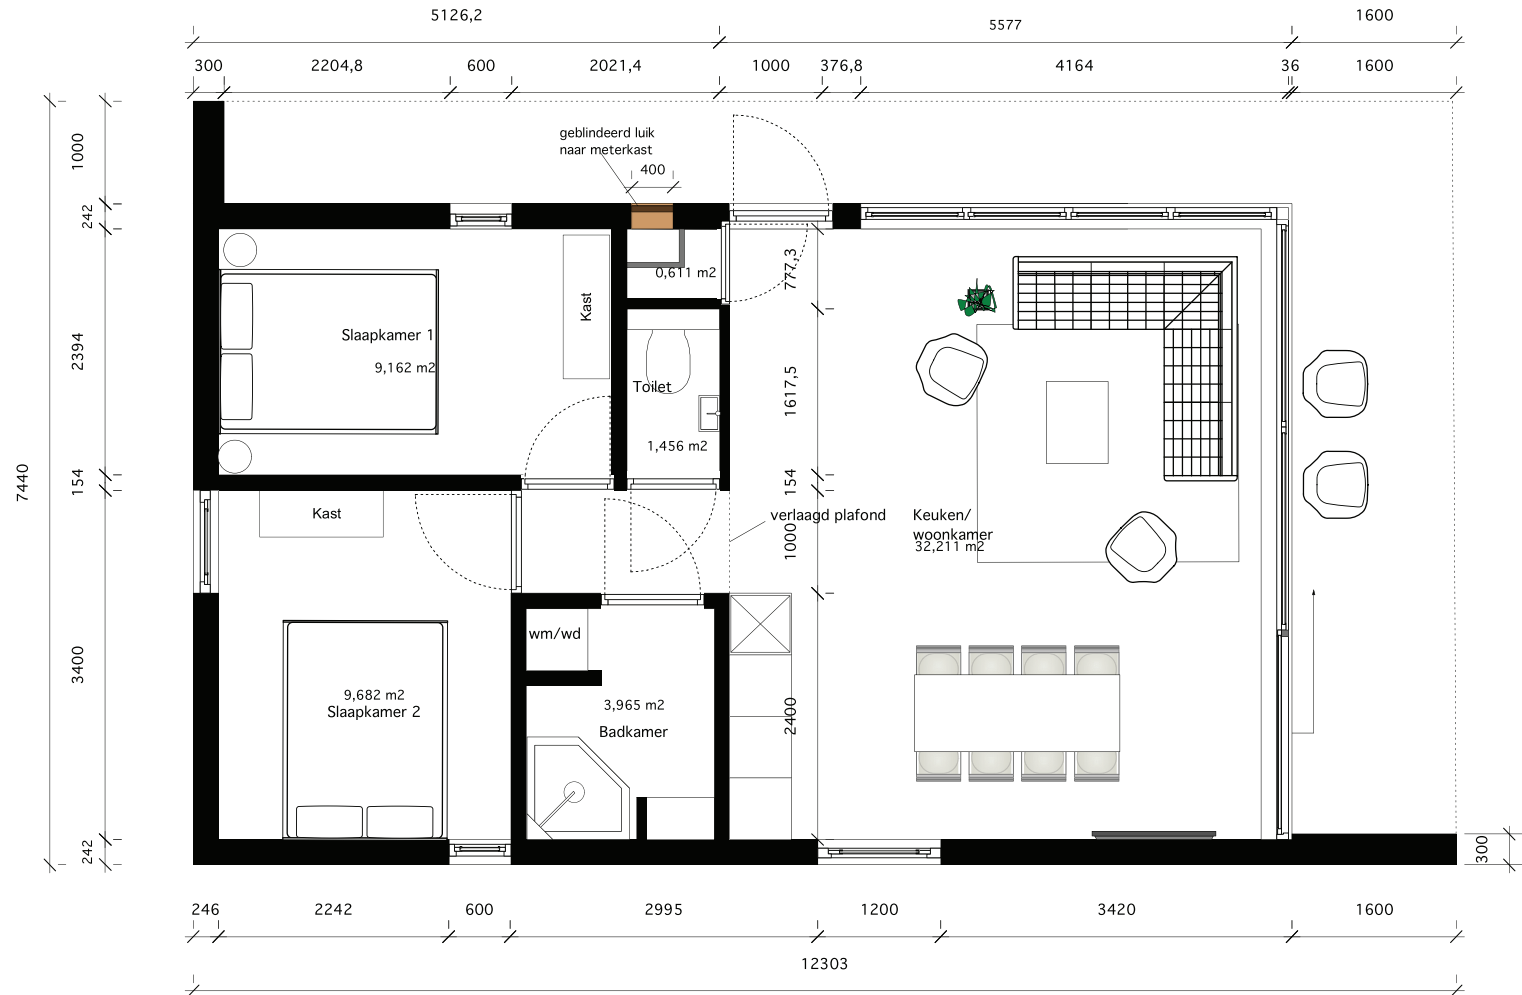 5126,2
5577
1600
300
2204,8
600
2021,4
1000
376,8
4164
36
1600
geblindeerd luik
naar meterkast
400
1000
242
2394
154
3400
242
7440
777,3
1617,5
154
1000
2400
0,611 m2
Kast
Slaapkamer 1
9,162 m2
Toilet
1,456 m2
Kast
verlaagd plafond
Keuken/
woonkamer
32,211 m2
wm/wd
9,682 m2
Slaapkamer 2
3,965 m2
Badkamer
300
246
2242
600
2995
1200
3420
1600
12303